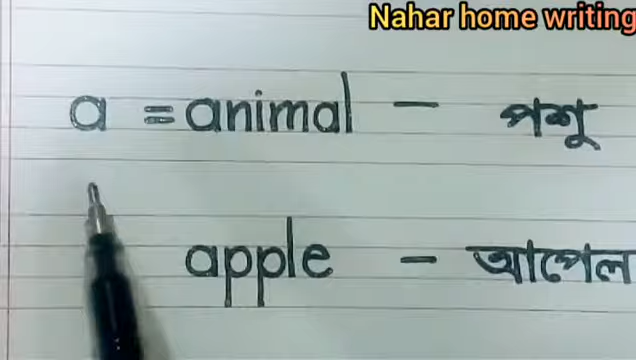 Nahar home writing
a = animal - পশু
apple - আপেল